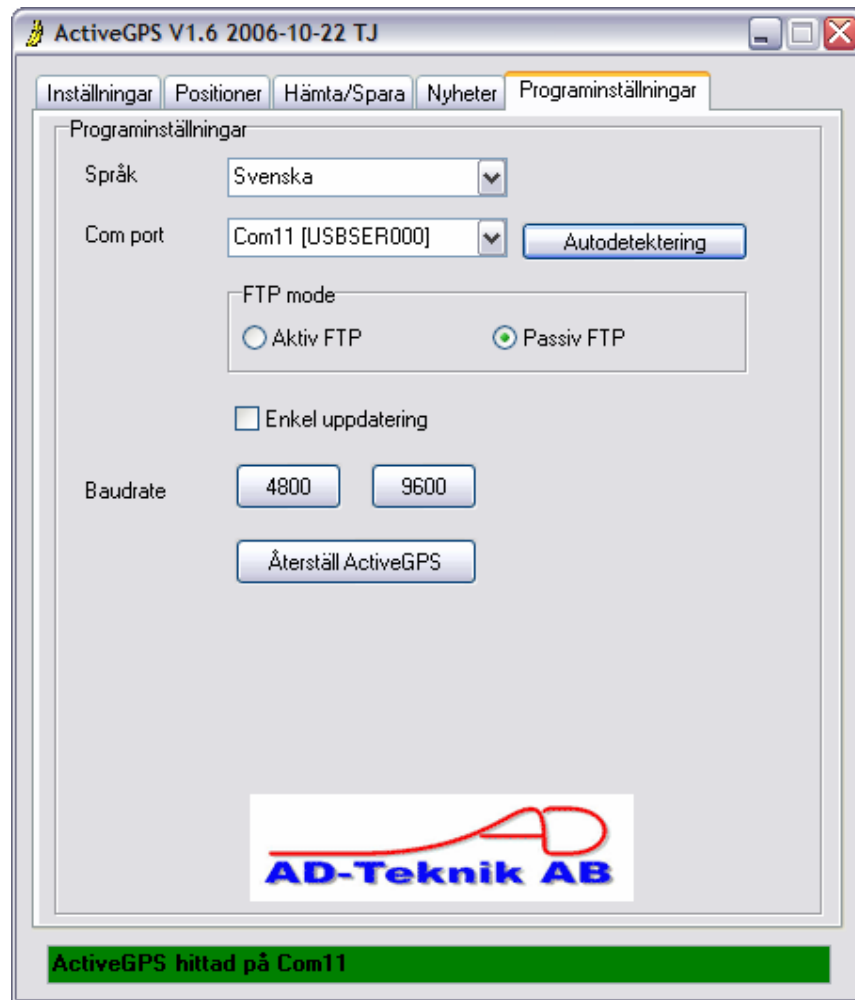 ActiveGPS V1.6 2006-10-22 TJ
Inställningar Positioner Hämta/Spara Nyheter Programinställningar
Programinställningar
Språk Svenska
Com port Com11 [USBSER000] Autodetektering
FTP mode
Aktiv FTP Passiv FTP
Enkel uppdatering
Baudrate 4800 9600
Återställ ActiveGPS
AD-Teknik AB
ActiveGPS hittad på Com11